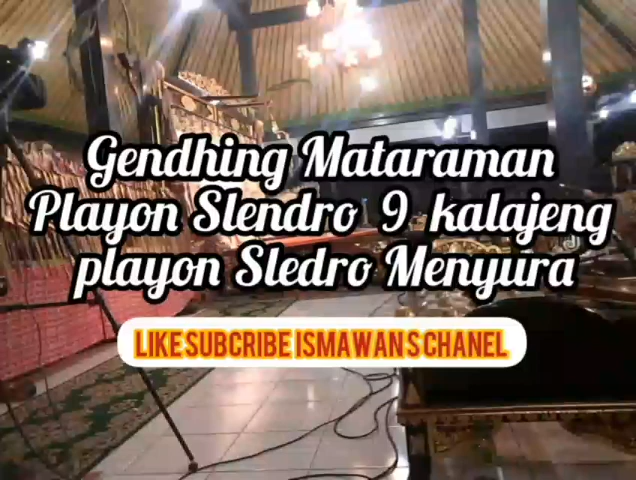 Gendhing Mataraman
Playon Slendro 9 kalajeng
playon Sledro Menyura
LIKE SUBCRIBE ISMAWAN S CHANEL